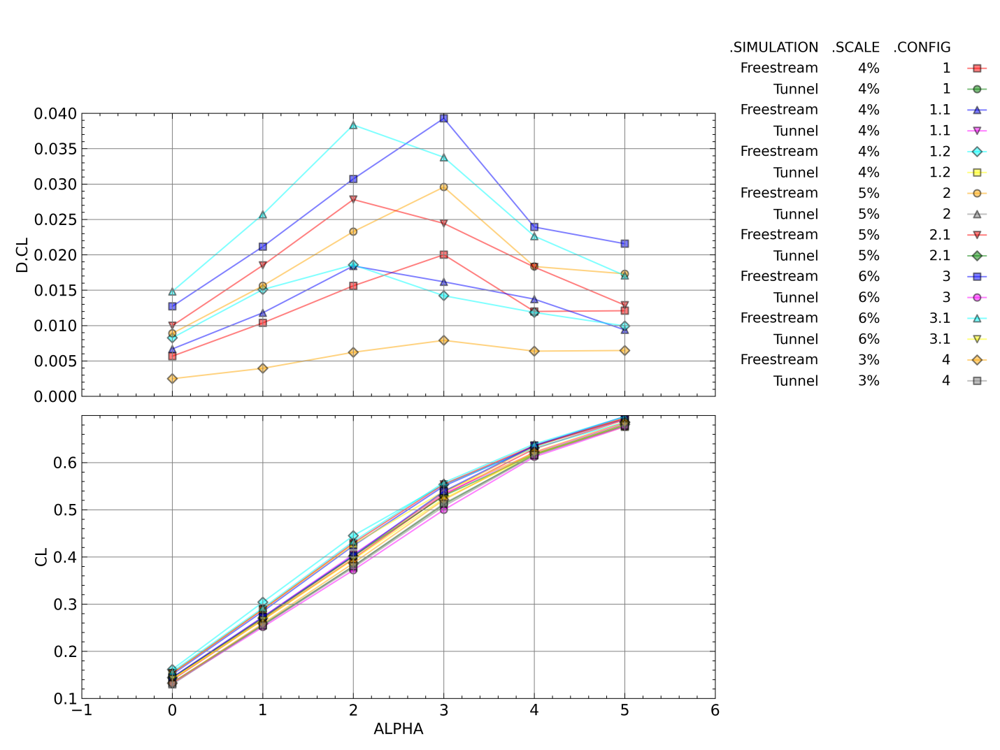 .SIMULATION .SCALE .CONFIG
Freestream 4% 1
Tunnel 4% 1
Freestream 4% 1.1
Tunnel 4% 1.1
Freestream 4% 1.2
Tunnel 4% 1.2
Freestream 5% 2
Tunnel 5% 2
Freestream 5% 2.1
Tunnel 5% 2.1
Freestream 6% 3
Tunnel 6% 3
Freestream 6% 3.1
Tunnel 6% 3.1
Freestream 3% 4
Tunnel 3% 4
D.CL
0.040
0.035
0.030
0.025
0.020
0.015
0.010
0.005
0.000
CL
0.6
0.5
0.4
0.3
0.2
0.1
−1 0 1 2 3 4 5 6
ALPHA